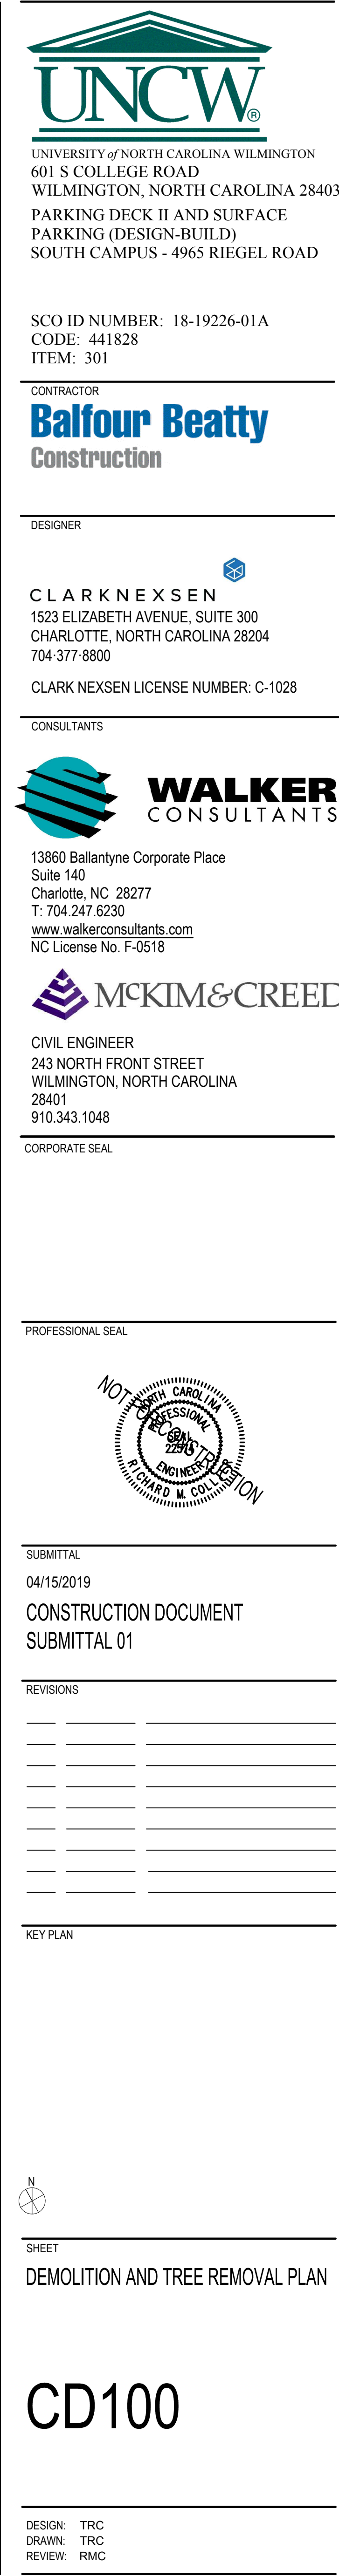 UNCW®
UNIVERSITY of NORTH CAROLINA WILMINGTON
601 S COLLEGE ROAD
WILMINGTON, NORTH CAROLINA 28403
PARKING DECK II AND SURFACE
PARKING (DESIGN-BUILD)
SOUTH CAMPUS - 4965 RIEGEL ROAD
SCO ID NUMBER: 18-19226-01A
CODE: 441828
ITEM: 301
CONTRACTOR
Balfour Beatty
Construction
DESIGNER
CLARKNEXSEN
1523 ELIZABETH AVENUE, SUITE 300
CHARLOTTE, NORTH CAROLINA 28204
704·377·8800
CLARK NEXSEN LICENSE NUMBER: C-1028
CONSULTANTS
WALKER
CONSULTANTS
13860 Ballantyne Corporate Place
Suite 140
Charlotte, NC 28277
T: 704.247.6230
www.walkerconsultants.com
NC License No. F-0518
MCKIM&CREED
CIVIL ENGINEER
243 NORTH FRONT STREET
WILMINGTON, NORTH CAROLINA
28401
910.343.1048
CORPORATE SEAL
PROFESSIONAL SEAL
NORTH CAROLINA
PROFESSIONAL
SEAL
ENGINEER
RICHARD M. COLLIER
NOT FOR CONSTRUCTION
SUBMITTAL
04/15/2019
CONSTRUCTION DOCUMENT
SUBMITTAL 01
REVISIONS
KEY PLAN
N
SHEET
DEMOLITION AND TREE REMOVAL PLAN
CD100
DESIGN: TRC
DRAWN: TRC
REVIEW: RMC